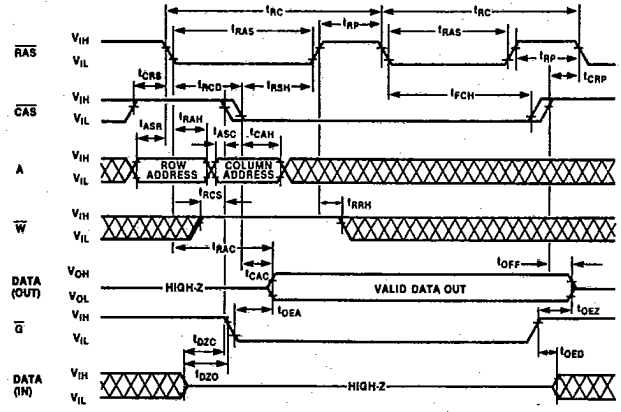 tRC tRC
tRAS tRP tRAS
RAS VIH
VIL
tRP
tCRS tRCD tRSH tCRP
tFCH
CAS VIH
VIL
tASR tRAH tASC tCAH
A VIH
VIL
ROW ADDRESS COLUMN ADDRESS
tRCS tRRH
W VIH
VIL
tRAC
tCAC tOFF
DATA (OUT) VOH
VOL
HIGH-Z VALID DATA OUT
tOEA tOEZ
G VIH
VIL
tDZC tOED
tDZO
DATA (IN) VIH
VIL
HIGH-Z